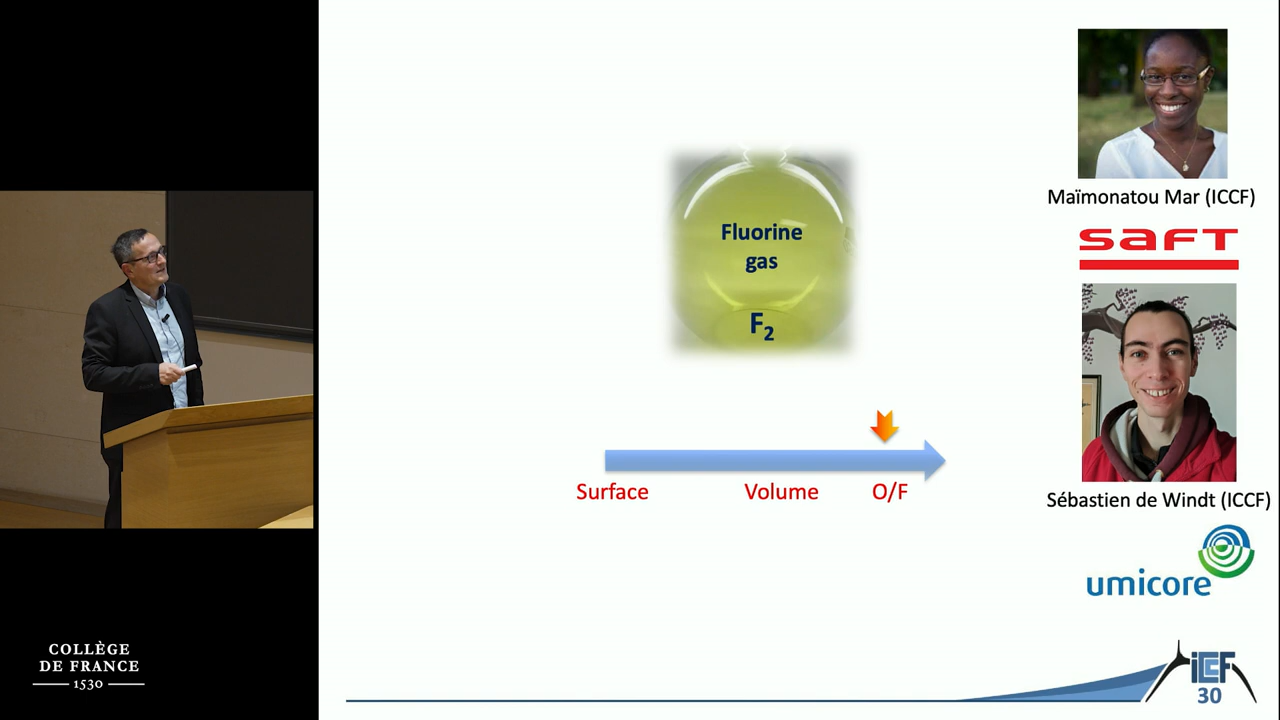 Fluorine
gas
F₂
Surface
Volume
O/F
Maïmonatou Mar (ICCF)
SAFT
Sébastien de Windt (ICCF)
umicore
COLLÈGE
DE FRANCE
1530
iCCF
30